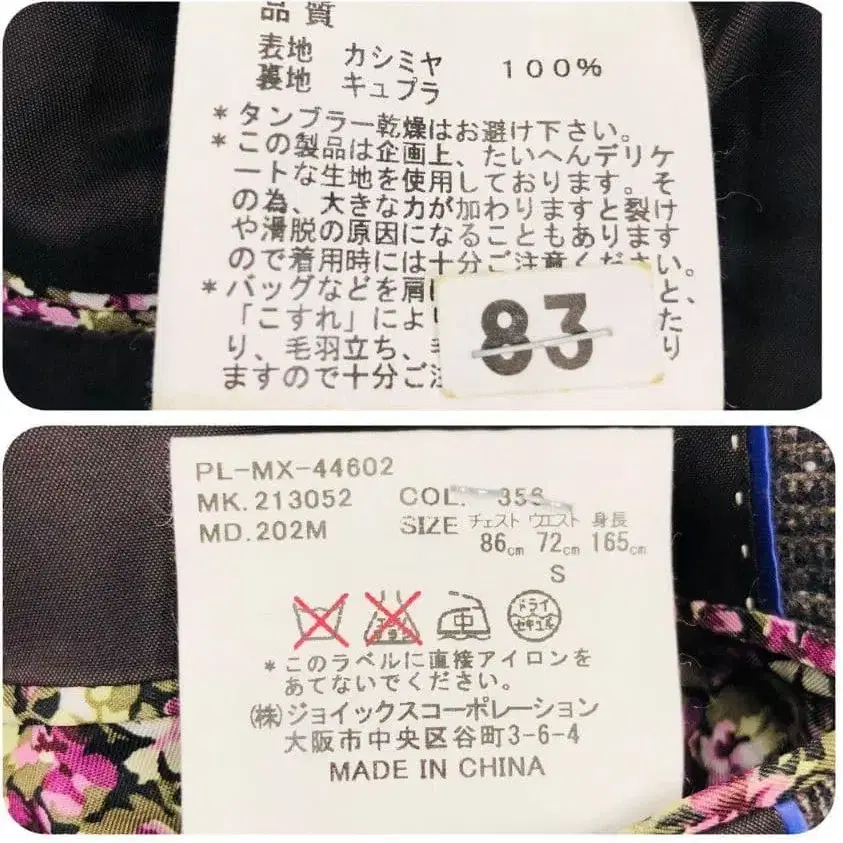 品質
表地 カシミヤ 100%
裏地 キュプラ
*タンブラー乾燥はお避け下さい。
*この製品は企画上、たいへんデリケ
ートな生地を使用しております。そ
の為、大きな力が加わりますと裂け
や滑脱の原因になることもあります
ので着用時には十分ご注意ください。
*バッグなどを肩に と、
「こすれ」によ たり
り、毛羽立ち、
ますので十分ご
83
PL-MX-44602
MK.213052 COL. 35S
MD.202M SIZE チェスト ウエスト 身長
86cm 72cm 165cm
S
中
ドライ
セキユ系
*このラベルに直接アイロンを
あてないでください。
(株)ジョイックスコーポレーション
大阪市中央区谷町3-6-4
MADE IN CHINA